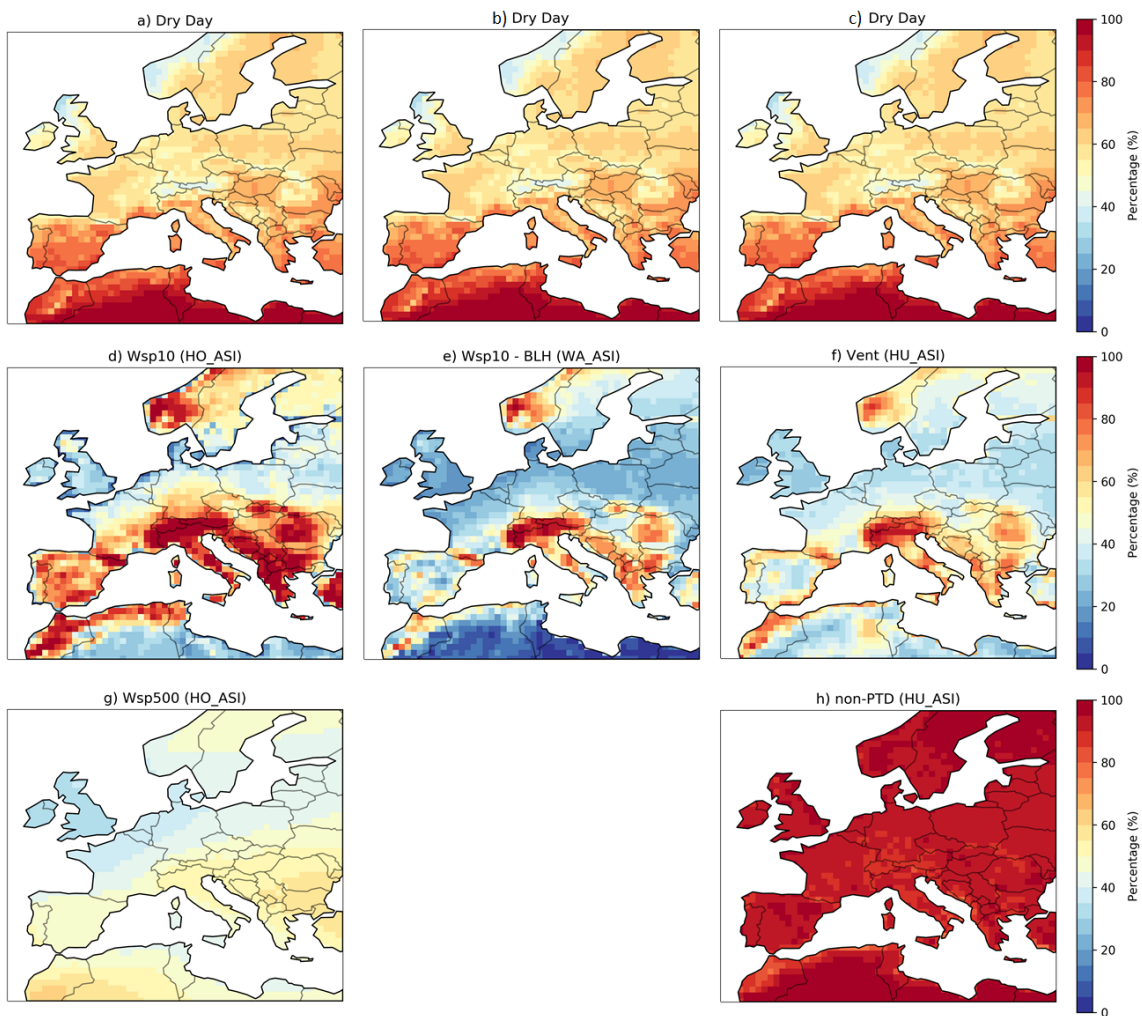 a) Dry Day
b) Dry Day
c) Dry Day
100
80
60
40
20
0
Percentage (%)
d) Wsp10 (HO_ASI)
e) Wsp10 - BLH (WA_ASI)
f) Vent (HU_ASI)
100
80
60
40
20
0
Percentage (%)
g) Wsp500 (HO_ASI)
h) non-PTD (HU_ASI)
100
80
60
40
20
0
Percentage (%)